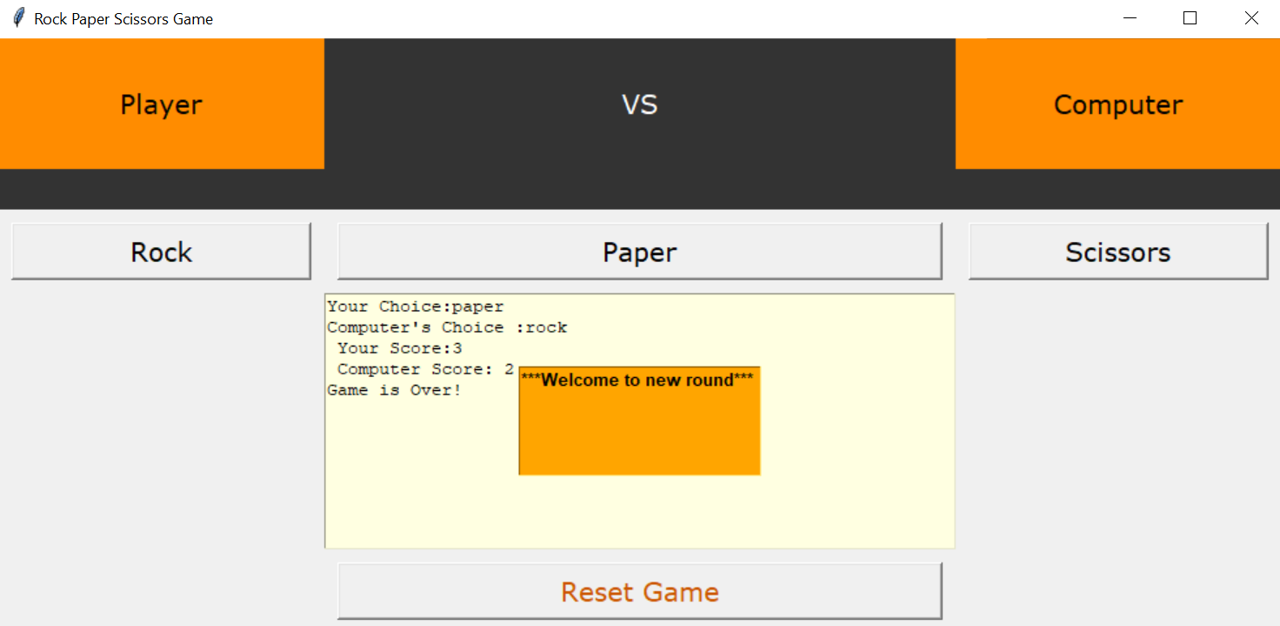 Rock Paper Scissors Game
Player
VS
Computer
Rock
Paper
Scissors
Your Choice:paper
Computer's Choice :rock
Your Score:3
Computer Score: 2
Game is Over!
***Welcome to new round***
Reset Game